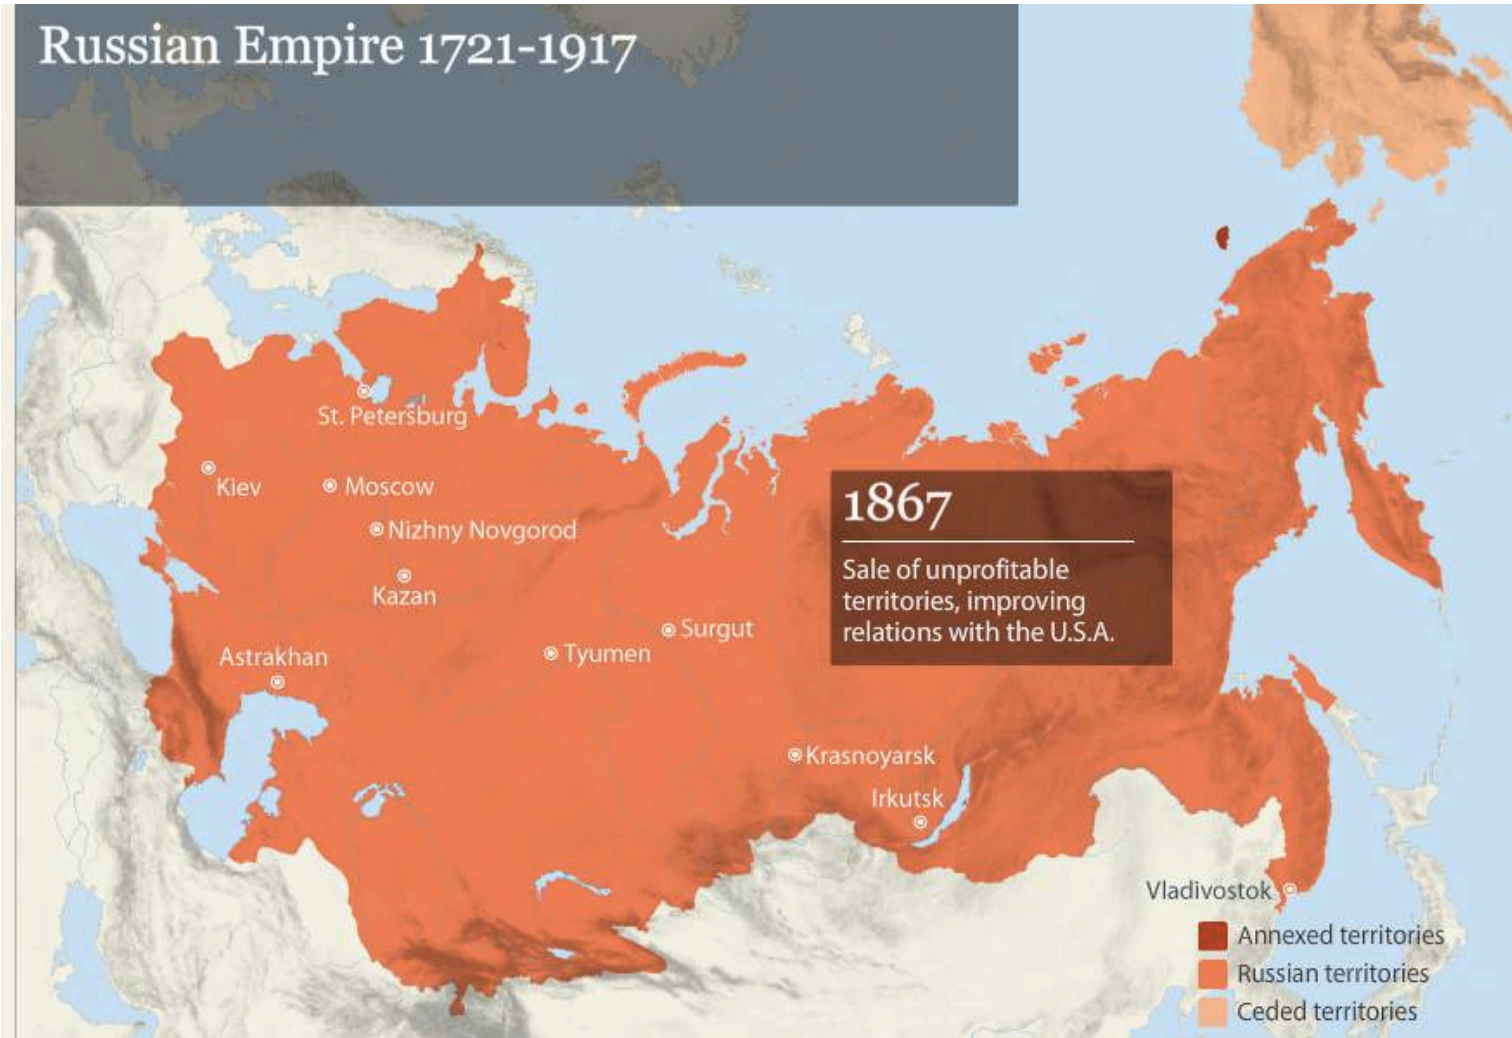 Russian Empire 1721-1917
St. Petersburg
Kiev
Moscow
Nizhny Novgorod
Kazan
1867
Sale of unprofitable
territories, improving
relations with the U.S.A.
Surgut
Tyumen
Astrakhan
Krasnoyarsk
Irkutsk
Vladivostok
Annexed territories
Russian territories
Ceded territories